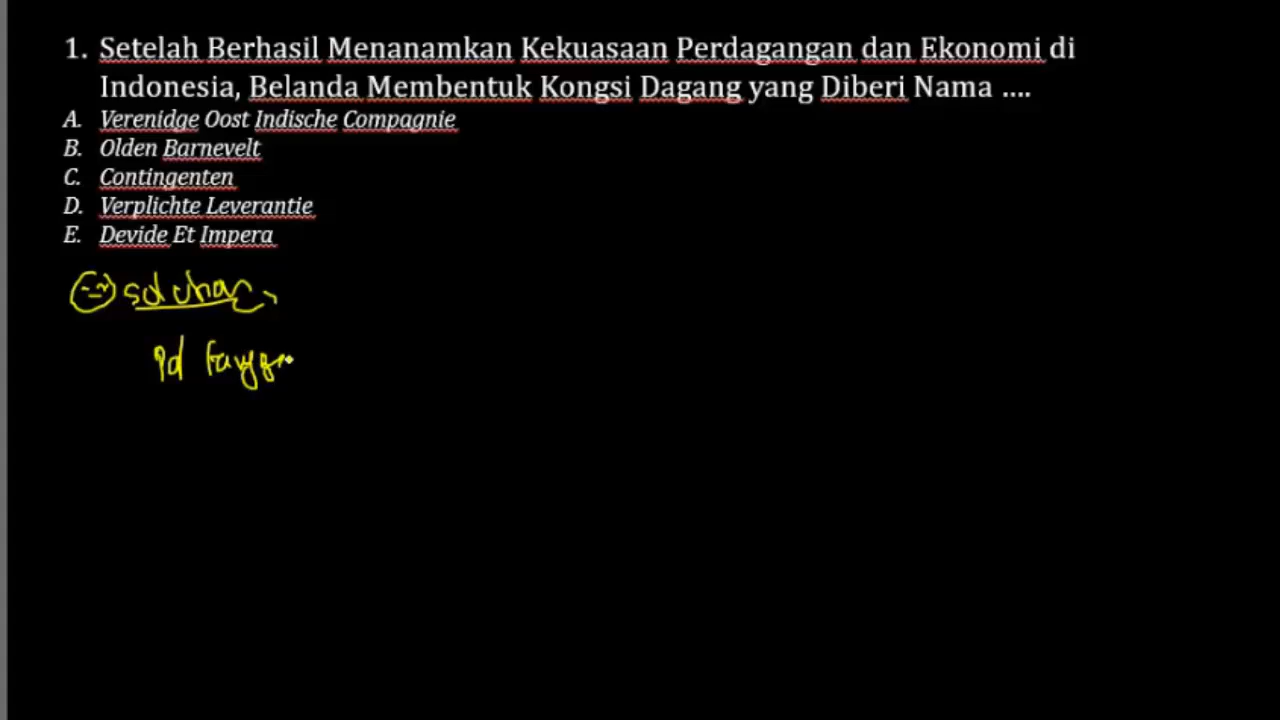 1. Setelah Berhasil Menanamkan Kekuasaan Perdagangan dan Ekonomi di
Indonesia, Belanda Membentuk Kongsi Dagang yang Diberi Nama ....
A. Verenidge Oost Indische Compagnie
B. Olden Barnevelt
C. Contingenten
D. Verplichte Leverantie
E. Devide Et Impera
Pd